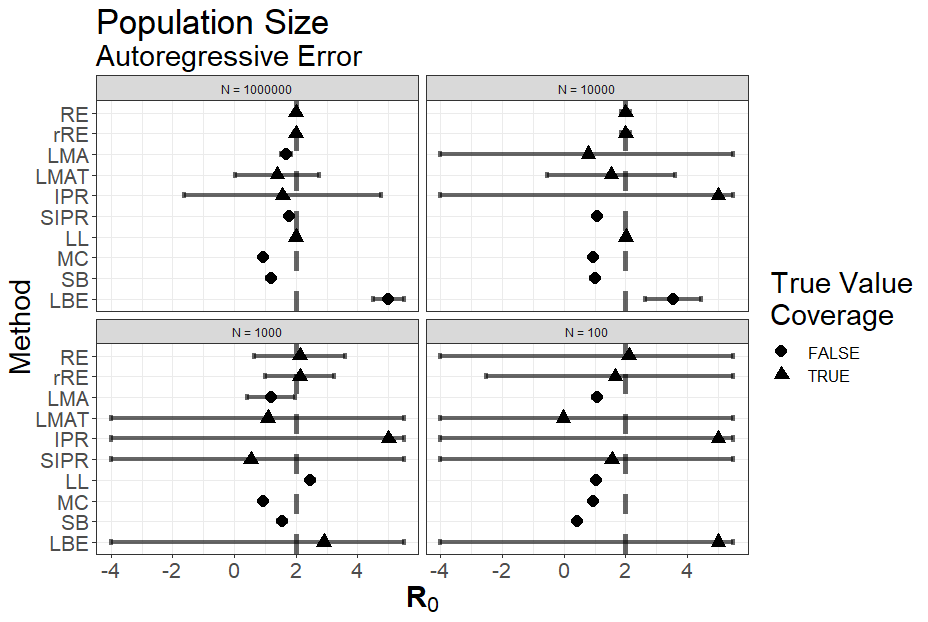 Population Size
Autoregressive Error
N = 1000000
N = 10000
RE
rRE
LMA
LMAT
IPR
SIPR
LL
MC
SB
LBE
N = 1000
N = 100
RE
rRE
LMA
LMAT
IPR
SIPR
LL
MC
SB
LBE
-4 -2 0 2 4
-4 -2 0 2 4
R0
Method
True Value
Coverage
FALSE
TRUE